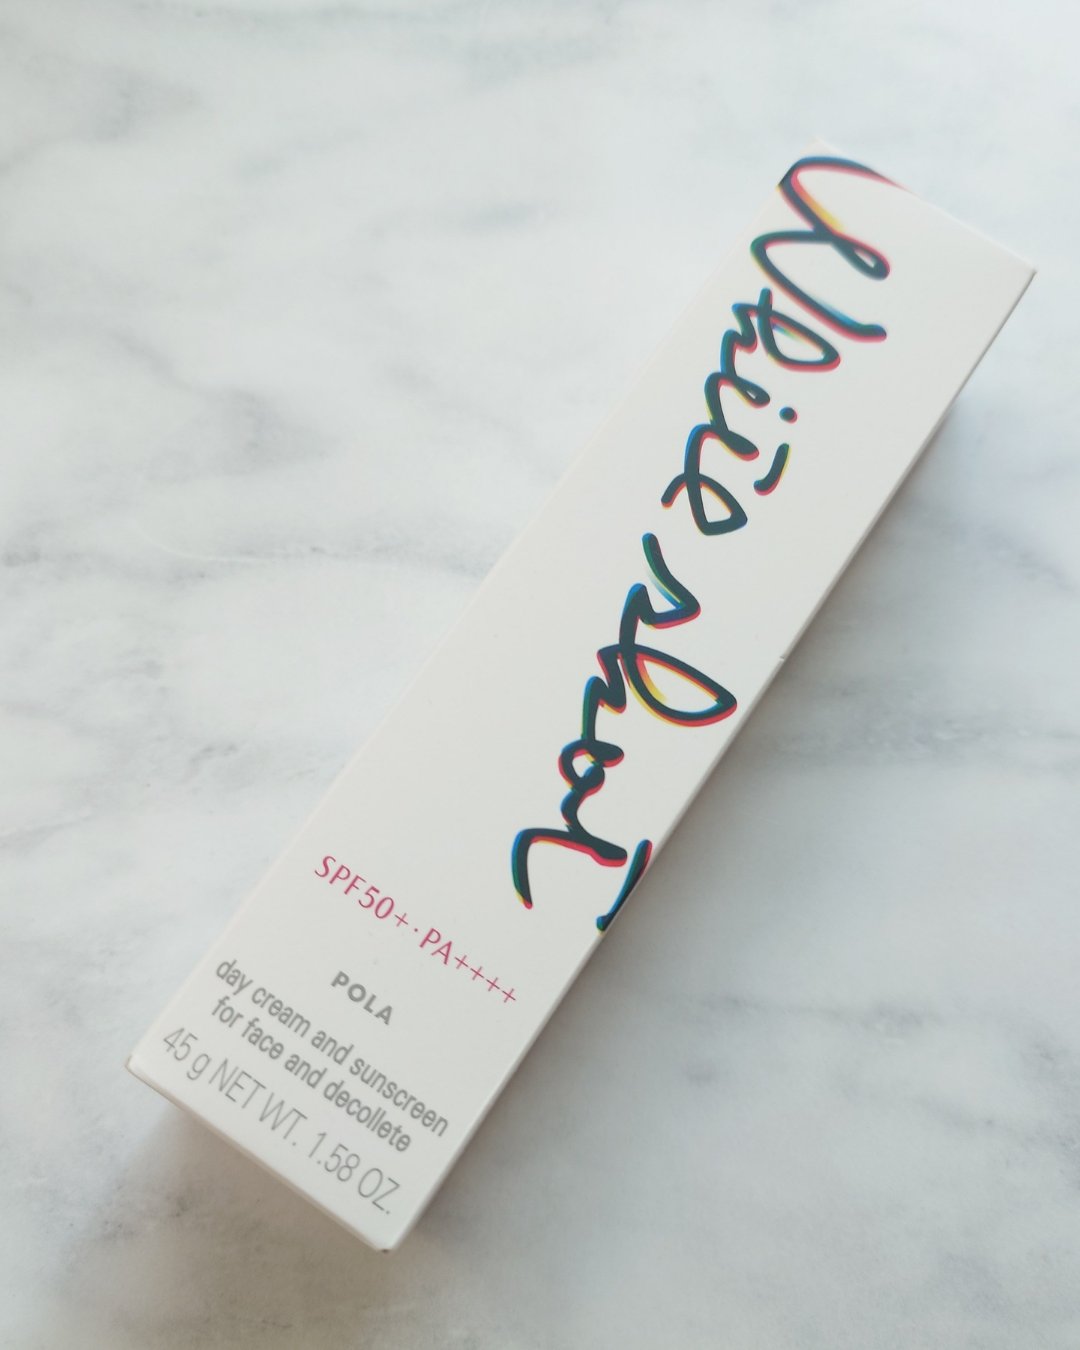 White shot
SPF50+·PA++++
POLA
day cream and sunscreen
for face and decollete
45 g NET WT. 1.58 OZ.